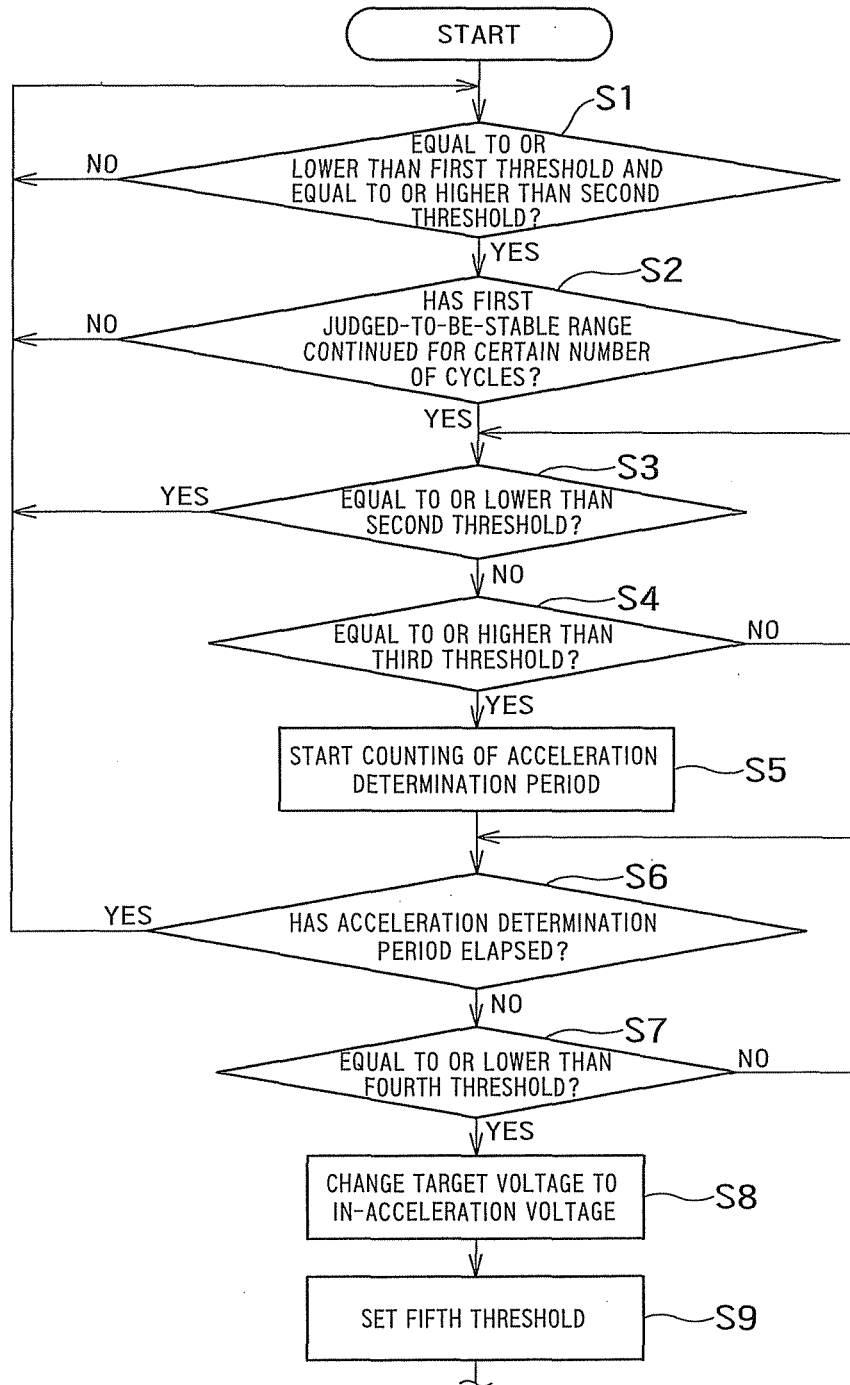 START
S1
EQUAL TO OR
LOWER THAN FIRST THRESHOLD AND
EQUAL TO OR HIGHER THAN SECOND
THRESHOLD?
NO
YES
S2
HAS FIRST
JUDGED-TO-BE-STABLE RANGE
CONTINUED FOR CERTAIN NUMBER
OF CYCLES?
NO
YES
S3
EQUAL TO OR LOWER THAN
SECOND THRESHOLD?
YES
NO
S4
EQUAL TO OR HIGHER THAN
THIRD THRESHOLD?
NO
YES
START COUNTING OF ACCELERATION
DETERMINATION PERIOD
S5
S6
HAS ACCELERATION DETERMINATION
PERIOD ELAPSED?
YES
NO
S7
EQUAL TO OR LOWER THAN
FOURTH THRESHOLD?
NO
YES
CHANGE TARGET VOLTAGE TO
IN-ACCELERATION VOLTAGE
S8
SET FIFTH THRESHOLD
S9